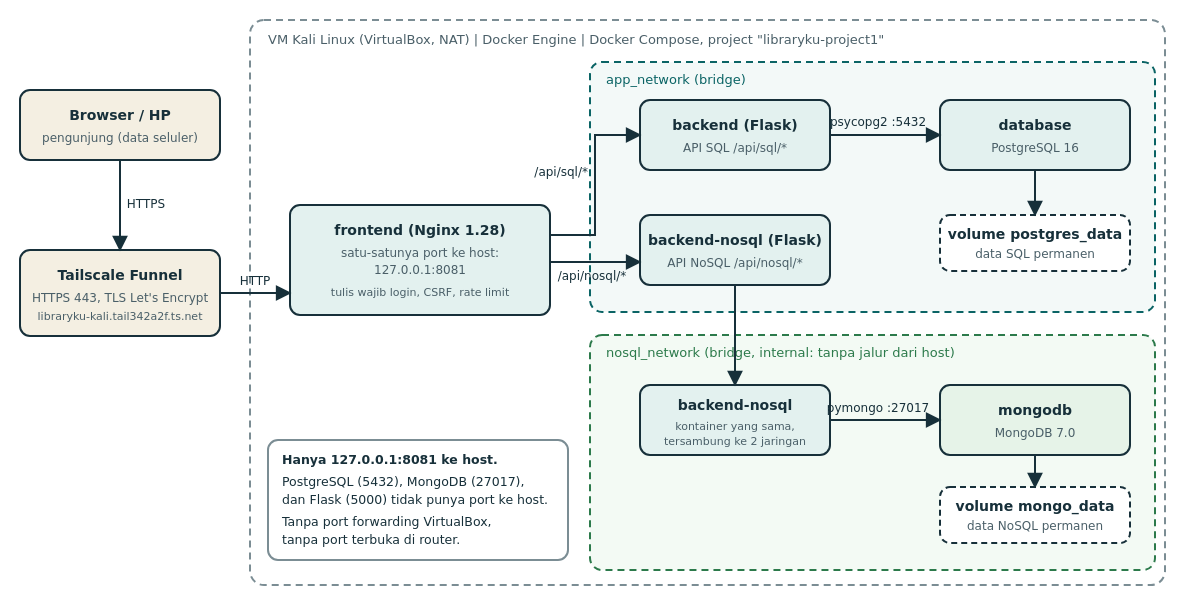 VM Kali Linux (VirtualBox, NAT) | Docker Engine | Docker Compose, project "libraryku-project1"
Browser / HP
pengunjung (data seluler)
HTTPS
Tailscale Funnel
HTTPS 443, TLS Let's Encrypt
libraryku-kali.tail342a2f.ts.net
HTTP
frontend (Nginx 1.28)
satu-satunya port ke host:
127.0.0.1:8081
tulis wajib login, CSRF, rate limit
/api/sql/*
/api/nosql/*
app_network (bridge)
backend (Flask)
API SQL /api/sql/*
psycopg2 :5432
database
PostgreSQL 16
volume postgres_data
data SQL permanen
backend-nosql (Flask)
API NoSQL /api/nosql/*
nosql_network (bridge, internal: tanpa jalur dari host)
backend-nosql
kontainer yang sama,
tersambung ke 2 jaringan
pymongo :27017
mongodb
MongoDB 7.0
volume mongo_data
data NoSQL permanen
Hanya 127.0.0.1:8081 ke host.
PostgreSQL (5432), MongoDB (27017),
dan Flask (5000) tidak punya port ke host.
Tanpa port forwarding VirtualBox,
tanpa port terbuka di router.